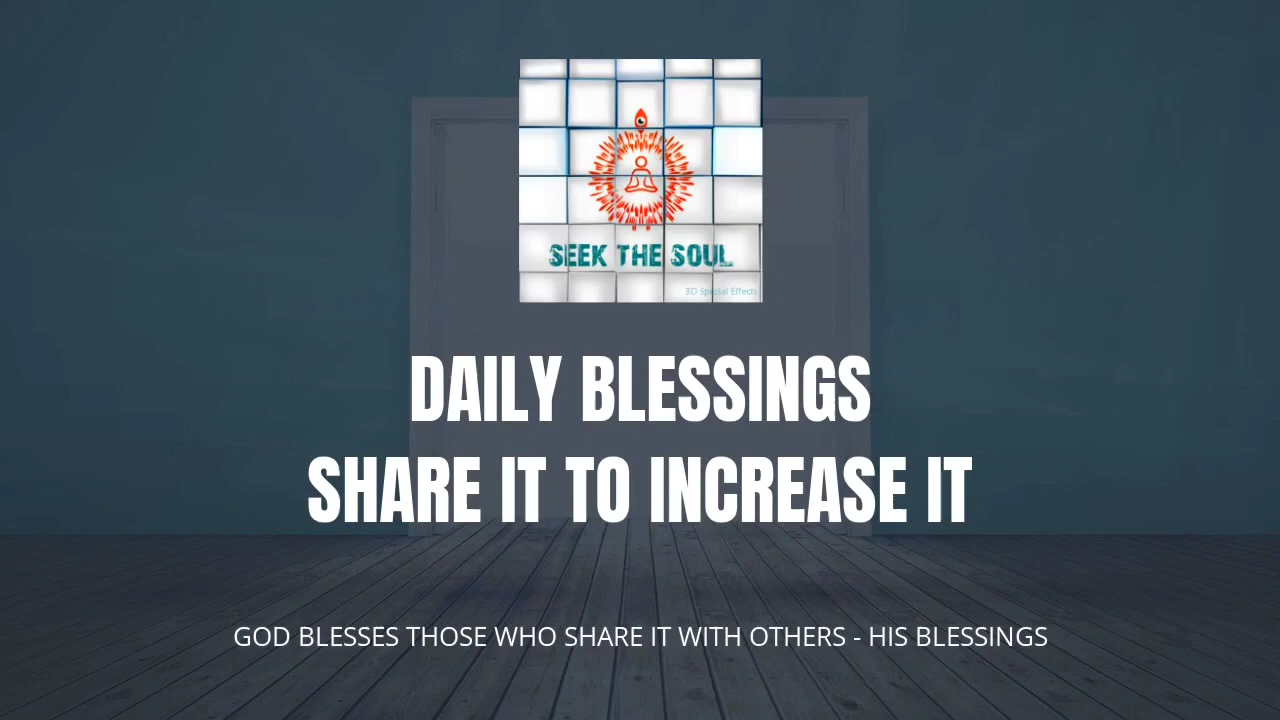 SEEK THE SOUL
3D Special Effects
DAILY BLESSINGS
SHARE IT TO INCREASE IT
GOD BLESSES THOSE WHO SHARE IT WITH OTHERS - HIS BLESSINGS